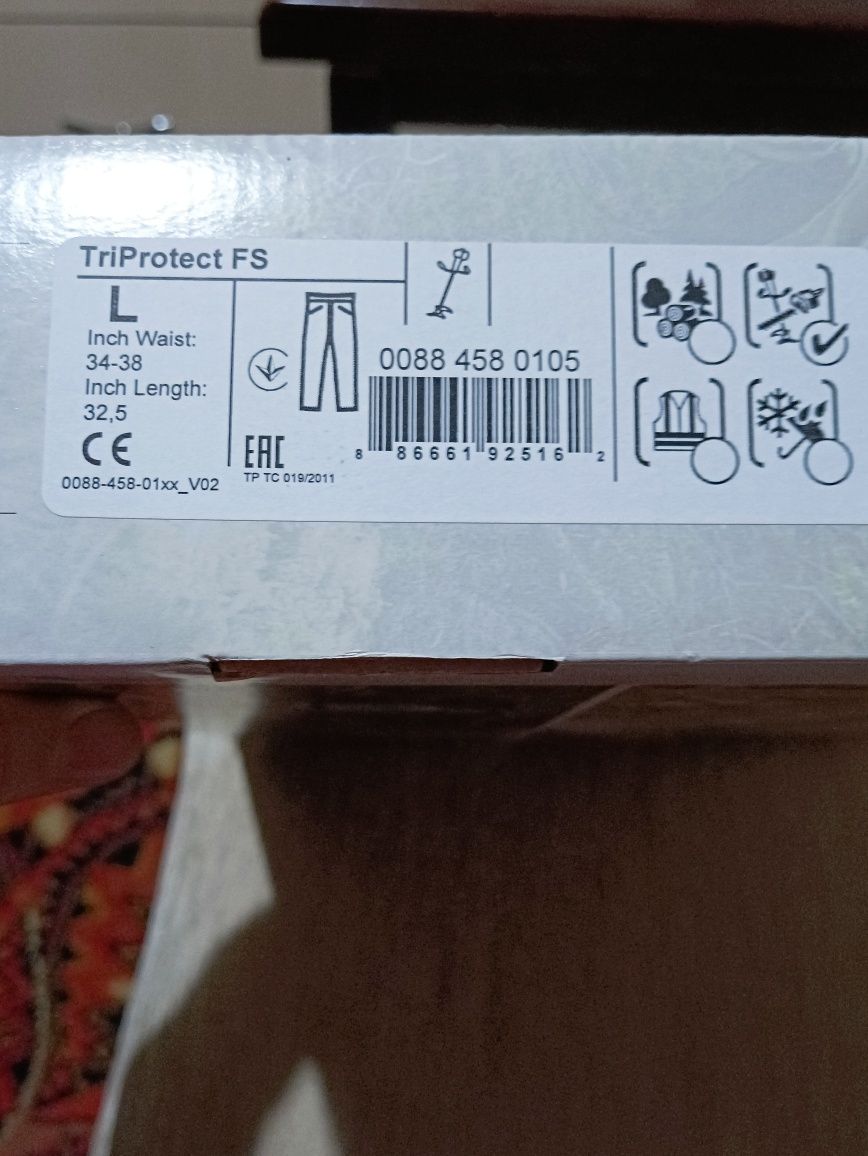 TriProtect FS
L
Inch Waist:
34-38
Inch Length:
32,5
CE
0088-458-01xx_V02
EAC
TP TC 019/2011
0088 458 0105
8 86661 92516 2